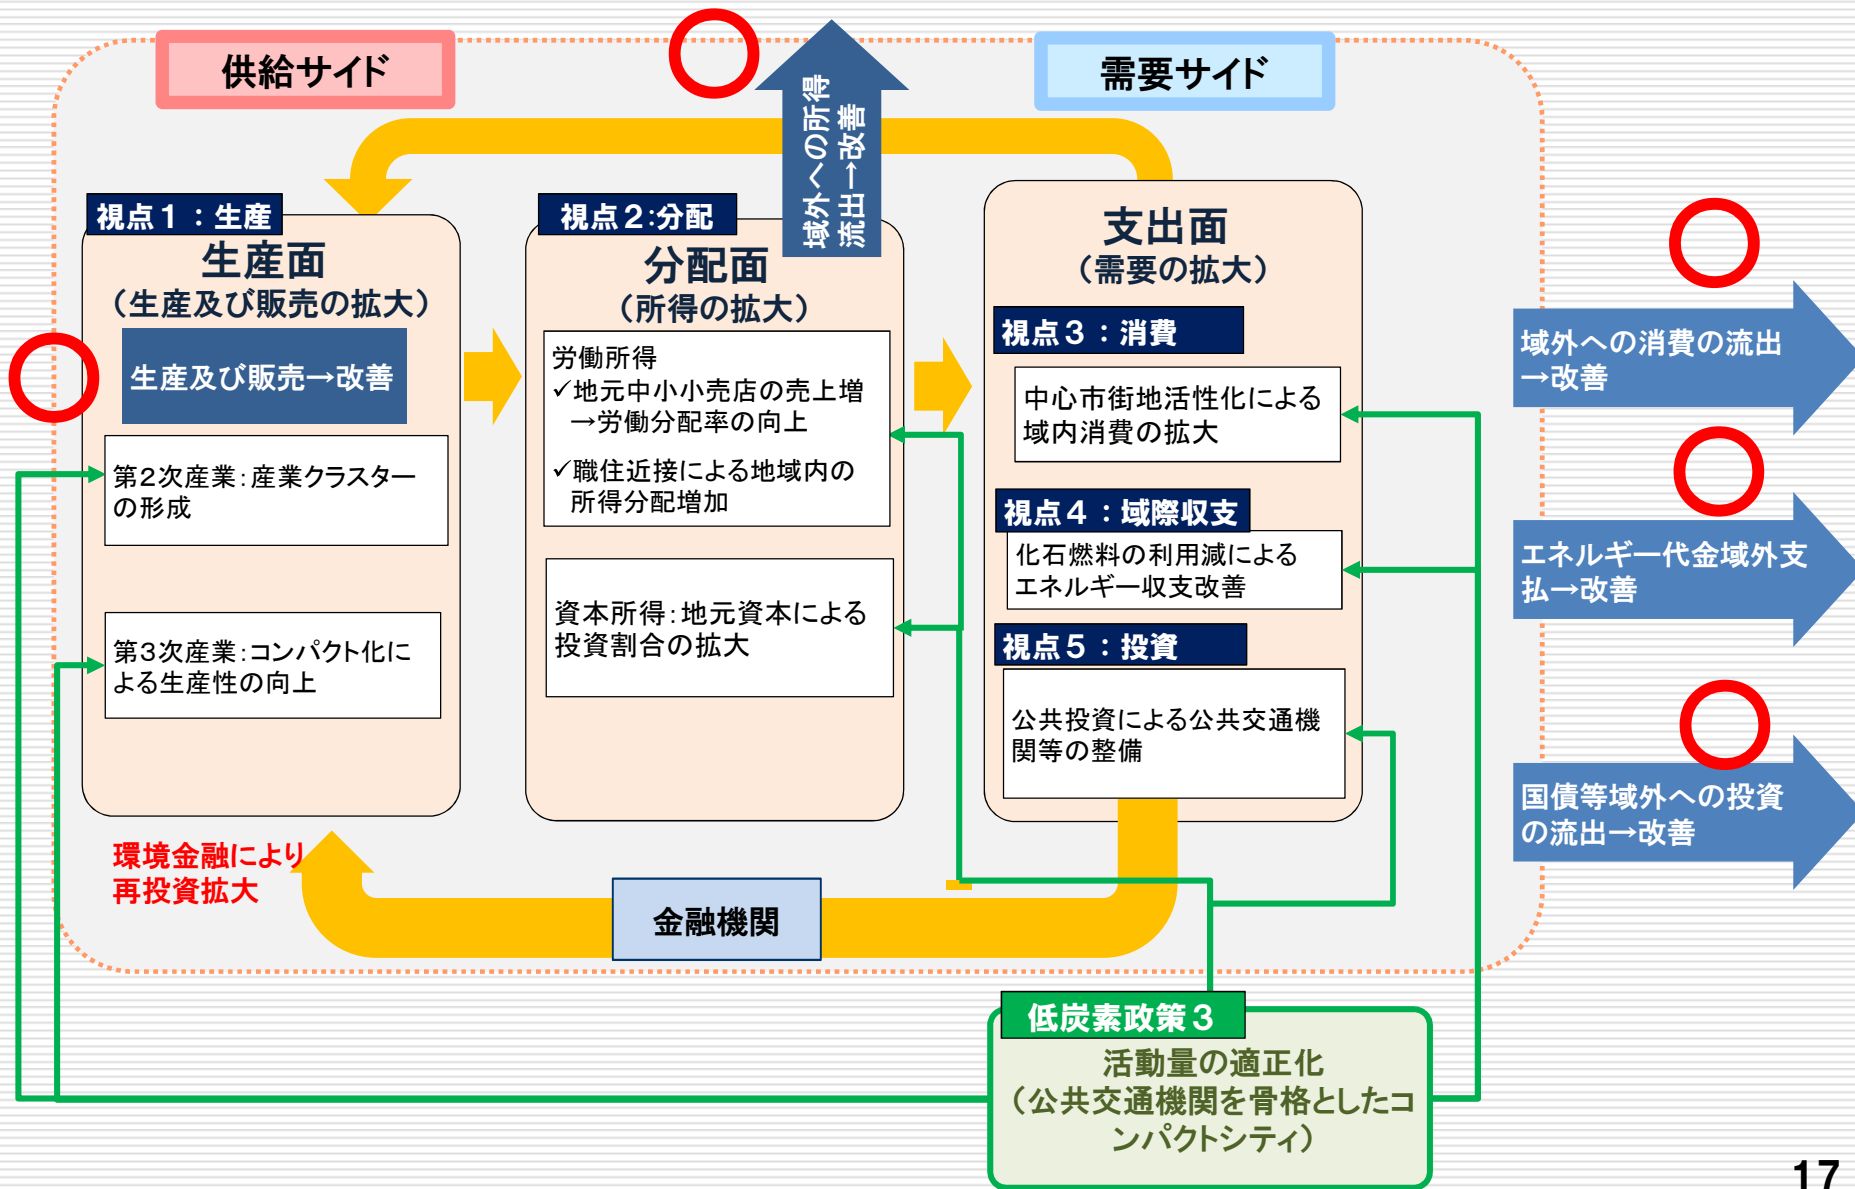 供給サイド
需要サイド
域外への所得
流出→改善
視点１：生産
生産面
（生産及び販売の拡大）
生産及び販売→改善
第２次産業：産業クラスター
の形成
第３次産業：コンパクト化に
よる生産性の向上
視点２：分配
分配面
（所得の拡大）
労働所得
✓地元中小小売店の売上増
→労働分配率の向上
✓職住近接による地域内の
所得分配増加
資本所得：地元資本による
投資割合の拡大
支出面
（需要の拡大）
視点３：消費
中心市街地活性化による
域内消費の拡大
視点４：域際収支
化石燃料の利用減による
エネルギー収支改善
視点５：投資
公共投資による公共交通機
関等の整備
域外への消費の流出
→改善
エネルギー代金域外支
払→改善
国債等域外への投資
の流出→改善
環境金融により
再投資拡大
金融機関
低炭素政策３
活動量の適正化
（公共交通機関を骨格としたコ
ンパクトシティ）
17